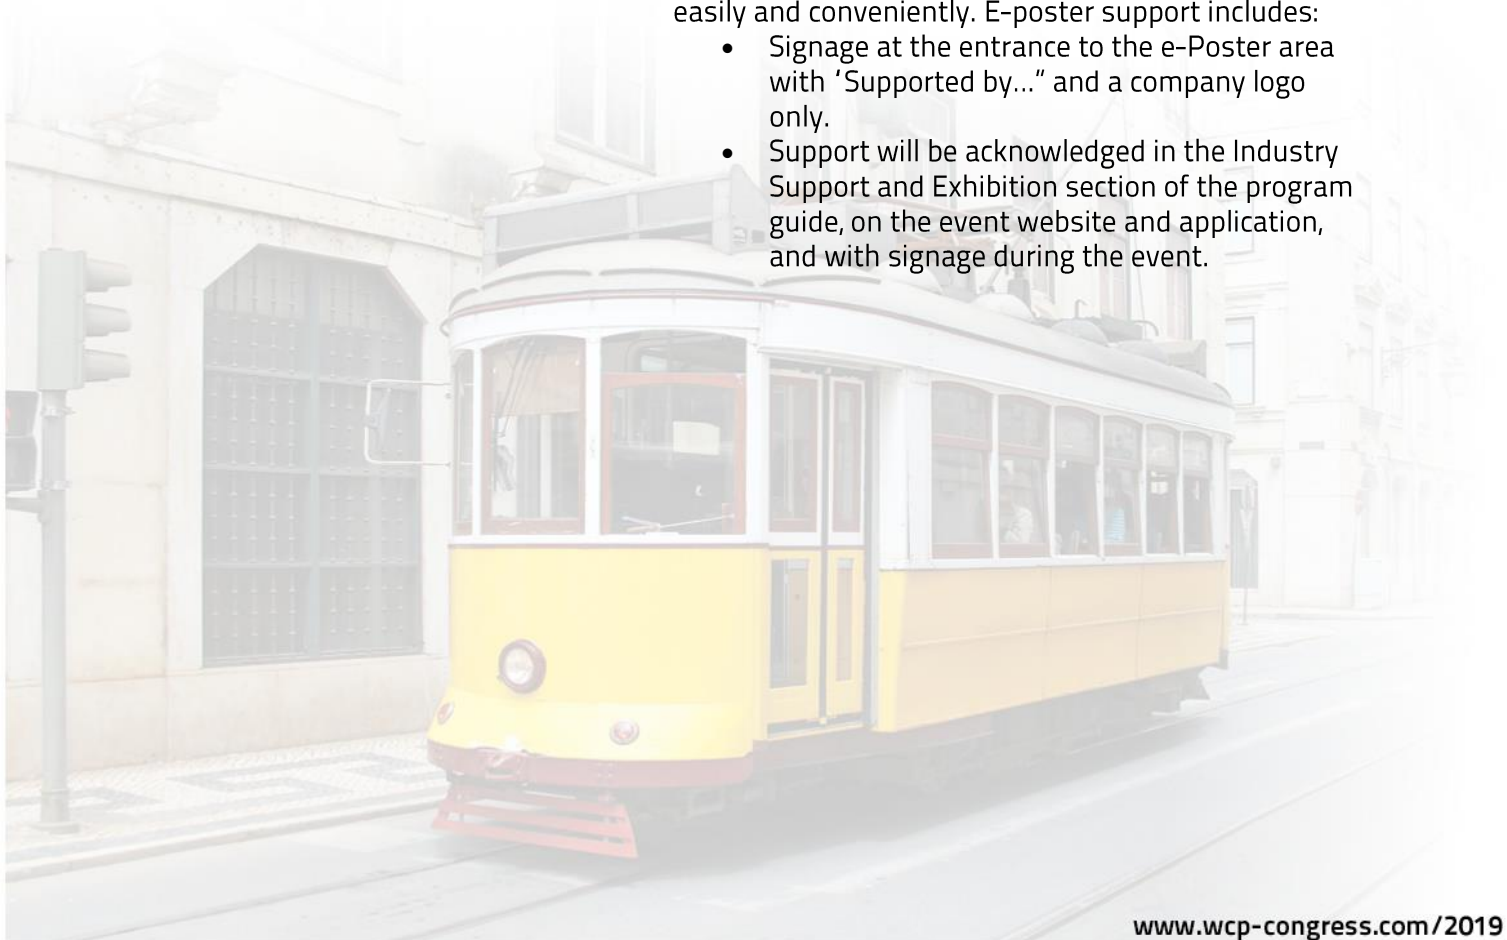 easily and conveniently. E-poster support includes:
• Signage at the entrance to the e-Poster area
with ‘Supported by...” and a company logo
only.
• Support will be acknowledged in the Industry
Support and Exhibition section of the program
guide, on the event website and application,
and with signage during the event.
www.wcp-congress.com/2019